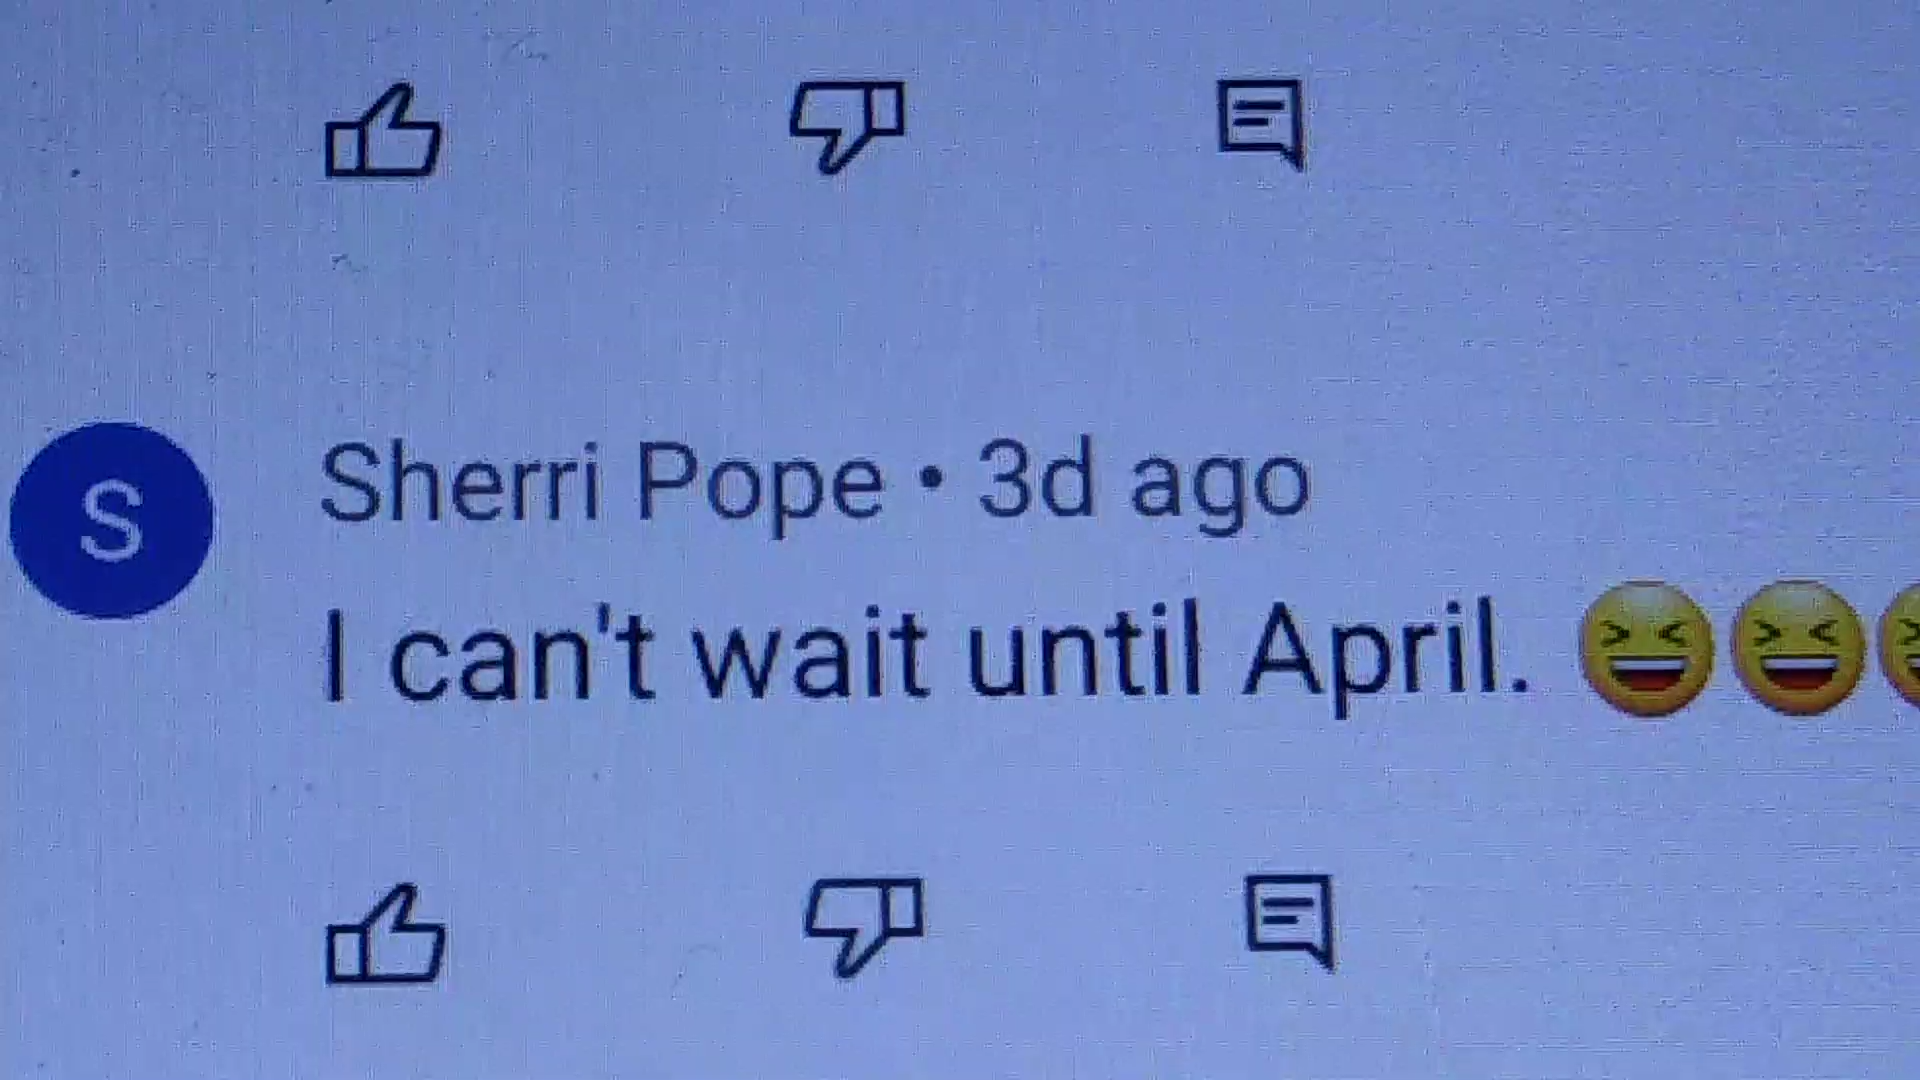 S
Sherri Pope • 3d ago
I can't wait until April. 😆😆😆